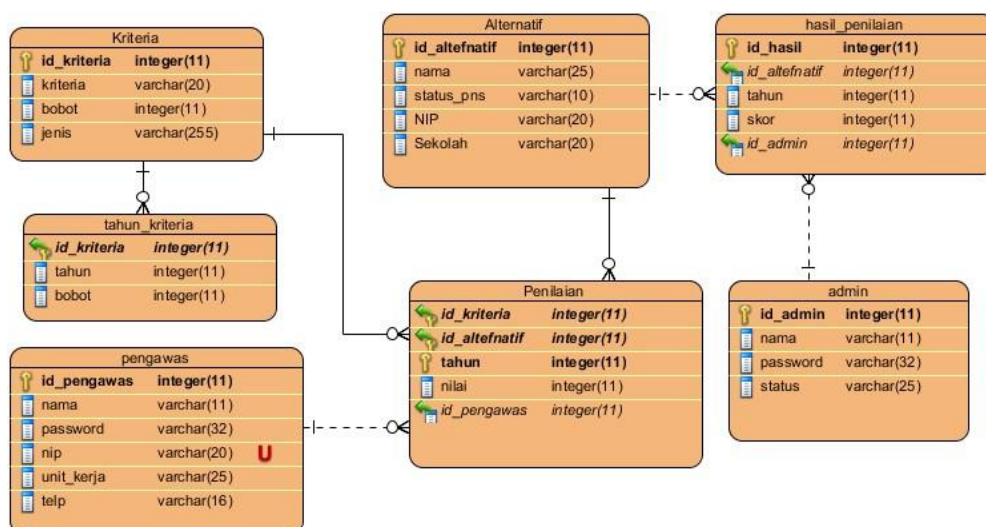 Kriteria
id_kriteria integer(11)
kriteria varchar(20)
bobot integer(11)
jenis varchar(255)
Alternatif
id_altefnatif integer(11)
nama varchar(25)
status_pns varchar(10)
NIP varchar(20)
Sekolah varchar(20)
hasil_penilaian
id_hasil integer(11)
id_altefnatif integer(11)
tahun integer(11)
skor integer(11)
id_admin integer(11)
tahun_kriteria
id_kriteria integer(11)
tahun integer(11)
bobot integer(11)
Penilaian
id_kriteria integer(11)
id_altefnatif integer(11)
tahun integer(11)
nilai integer(11)
id_pengawas integer(11)
admin
id_admin integer(11)
nama varchar(11)
password varchar(32)
status varchar(25)
pengawas
id_pengawas integer(11)
nama varchar(11)
password varchar(32)
nip varchar(20) U
unit_kerja varchar(25)
telp varchar(16)